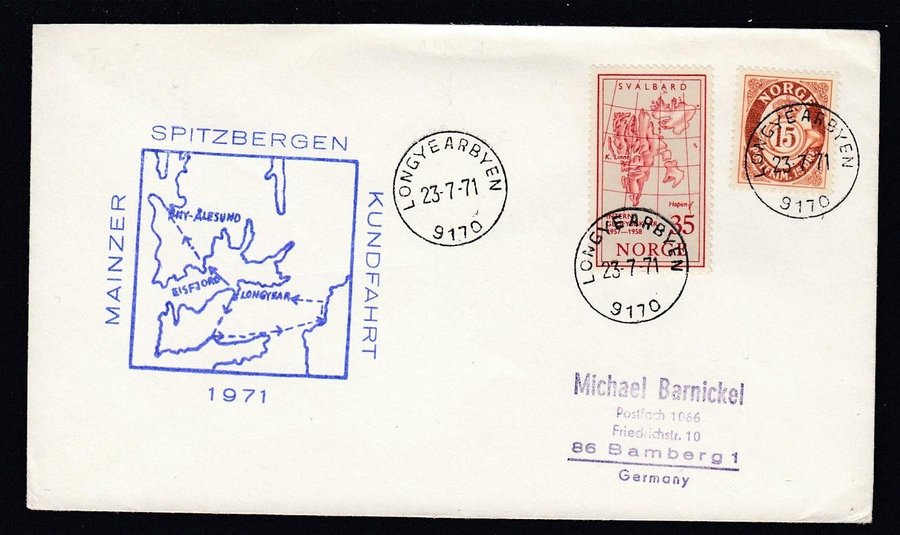 SPITZBERGEN
MAINZER
KUNDFAHRT
NY-ÅLESUND
EISFJORD
LONGYEAR
1971
LONGYEARBYEN
23-7-71
9170
SVALBARD
K. Linné
Hopen
INTERN.
1957—1958
35
NORGE
LONGYEARBYEN
23-7-71
9170
NORGE
15
LONGYEARBYEN
23-7-71
9170
Michael Barnickel
Postfach 1066
Friedrichstr. 10
86 Bamberg 1
Germany